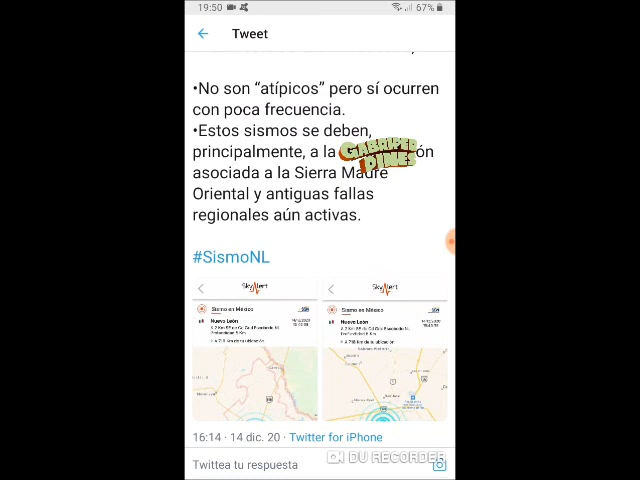 19:50
67%
Tweet
•No son “atípicos” pero sí ocurren
con poca frecuencia.
•Estos sismos se deben,
principalmente, a la ón
asociada a la Sierra Madre
Oriental y antiguas fallas
regionales aún activas.
#SismoNL
SkyAlert SkyAlert
Sismo en México Sismo en México
Nuevo León Nuevo León
16:14 · 14 dic. 20 · Twitter for iPhone
Twittea tu respuesta
DU RECORDER